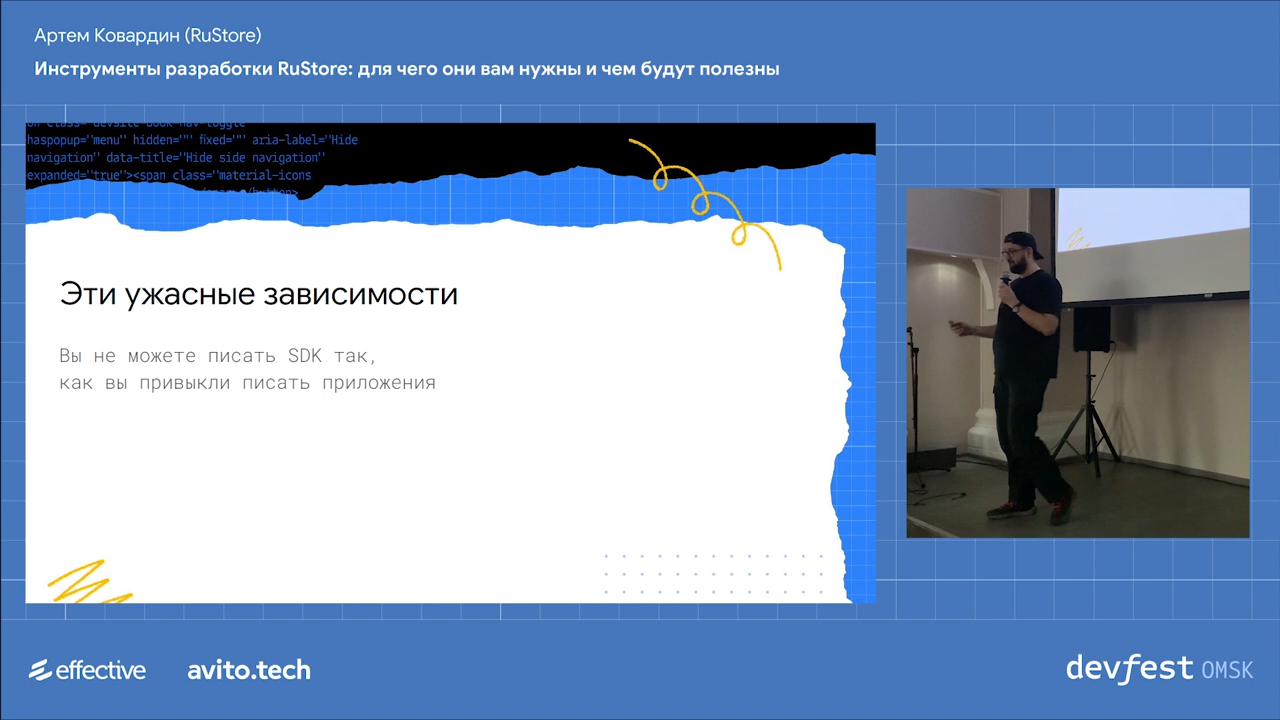 Артем Ковардин (RuStore)
Инструменты разработки RuStore: для чего они вам нужны и чем будут полезны
haspopup="menu" hidden="" fixed="" aria-label="Hide
navigation" data-title="Hide side navigation"
expanded="true"><span class="material-icons
Эти ужасные зависимости
Вы не можете писать SDK так,
как вы привыкли писать приложения
effective
avito.tech
devfest OMSK